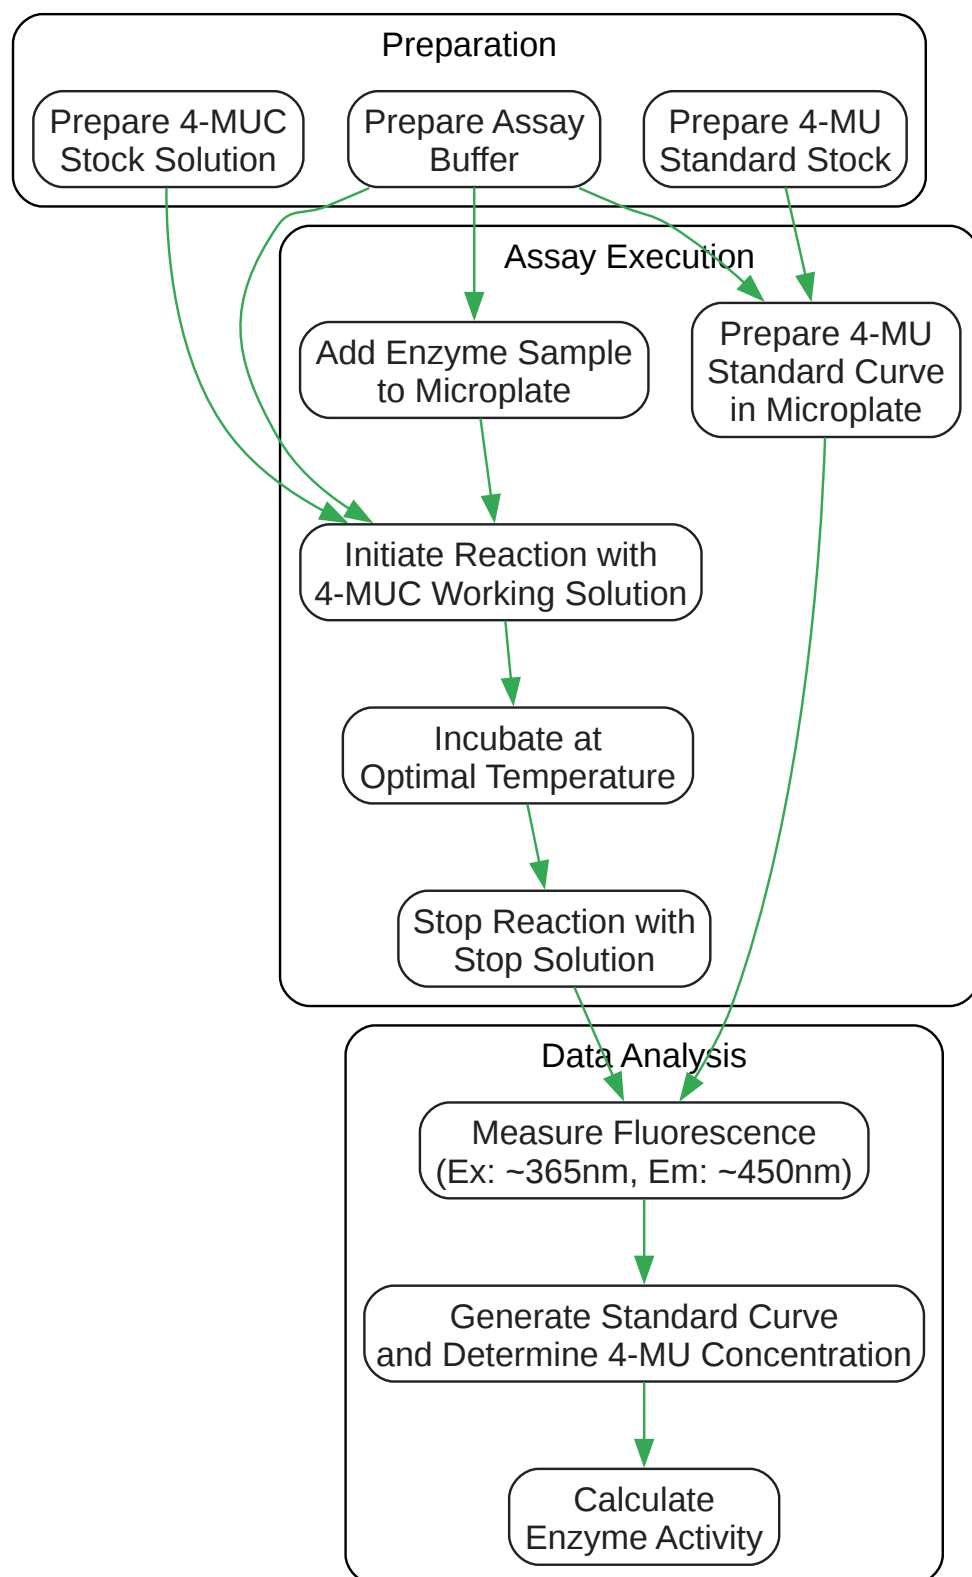 Preparation
Prepare 4-MUC
Stock Solution
Prepare Assay
Buffer
Prepare 4-MU
Standard Stock
Assay Execution
Add Enzyme Sample
to Microplate
Prepare 4-MU
Standard Curve
in Microplate
Initiate Reaction with
4-MUC Working Solution
Incubate at
Optimal Temperature
Stop Reaction with
Stop Solution
Data Analysis
Measure Fluorescence
(Ex: ~365nm, Em: ~450nm)
Generate Standard Curve
and Determine 4-MU Concentration
Calculate
Enzyme Activity